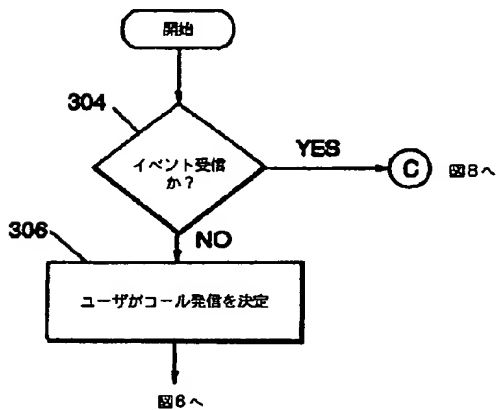 開始
304
イベント受信
か?
YES
C
図8へ
306
NO
ユーザがコール発信を決定
図6へ